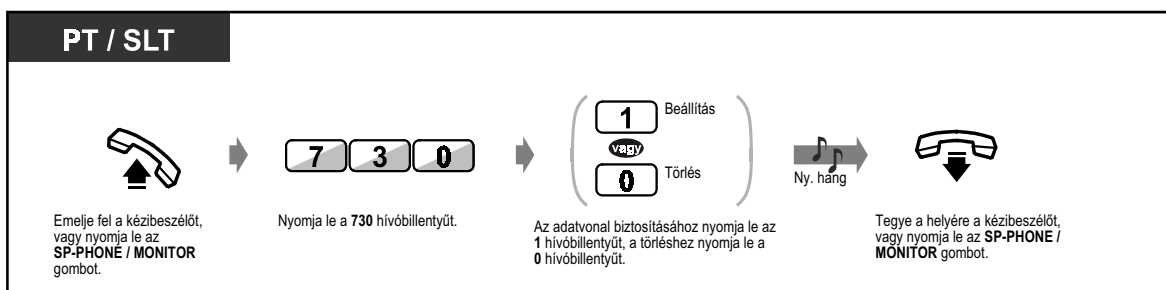 PT / SLT
7 3 0
1 Beállítás
vagy
0 Törlés
Ny. hang
Emelje fel a kézibeszélőt,
vagy nyomja le az
SP-PHONE / MONITOR
gombot.
Nyomja le a 730 hívóbillentyűt.
Az adatvonal biztosításához nyomja le az
1 hívóbillentyűt, a törléshez nyomja le a
0 hívóbillentyűt.
Tegye a helyére a kézibeszélőt,
vagy nyomja le az SP-PHONE /
MONITOR gombot.